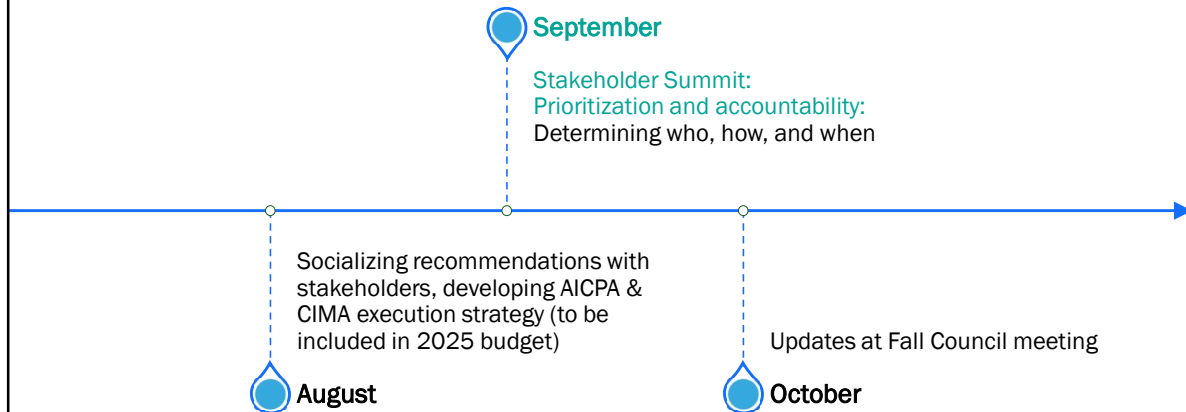 September
Stakeholder Summit:
Prioritization and accountability:
Determining who, how, and when
Socializing recommendations with
stakeholders, developing AICPA &
CIMA execution strategy (to be
included in 2025 budget)
August
Updates at Fall Council meeting
October